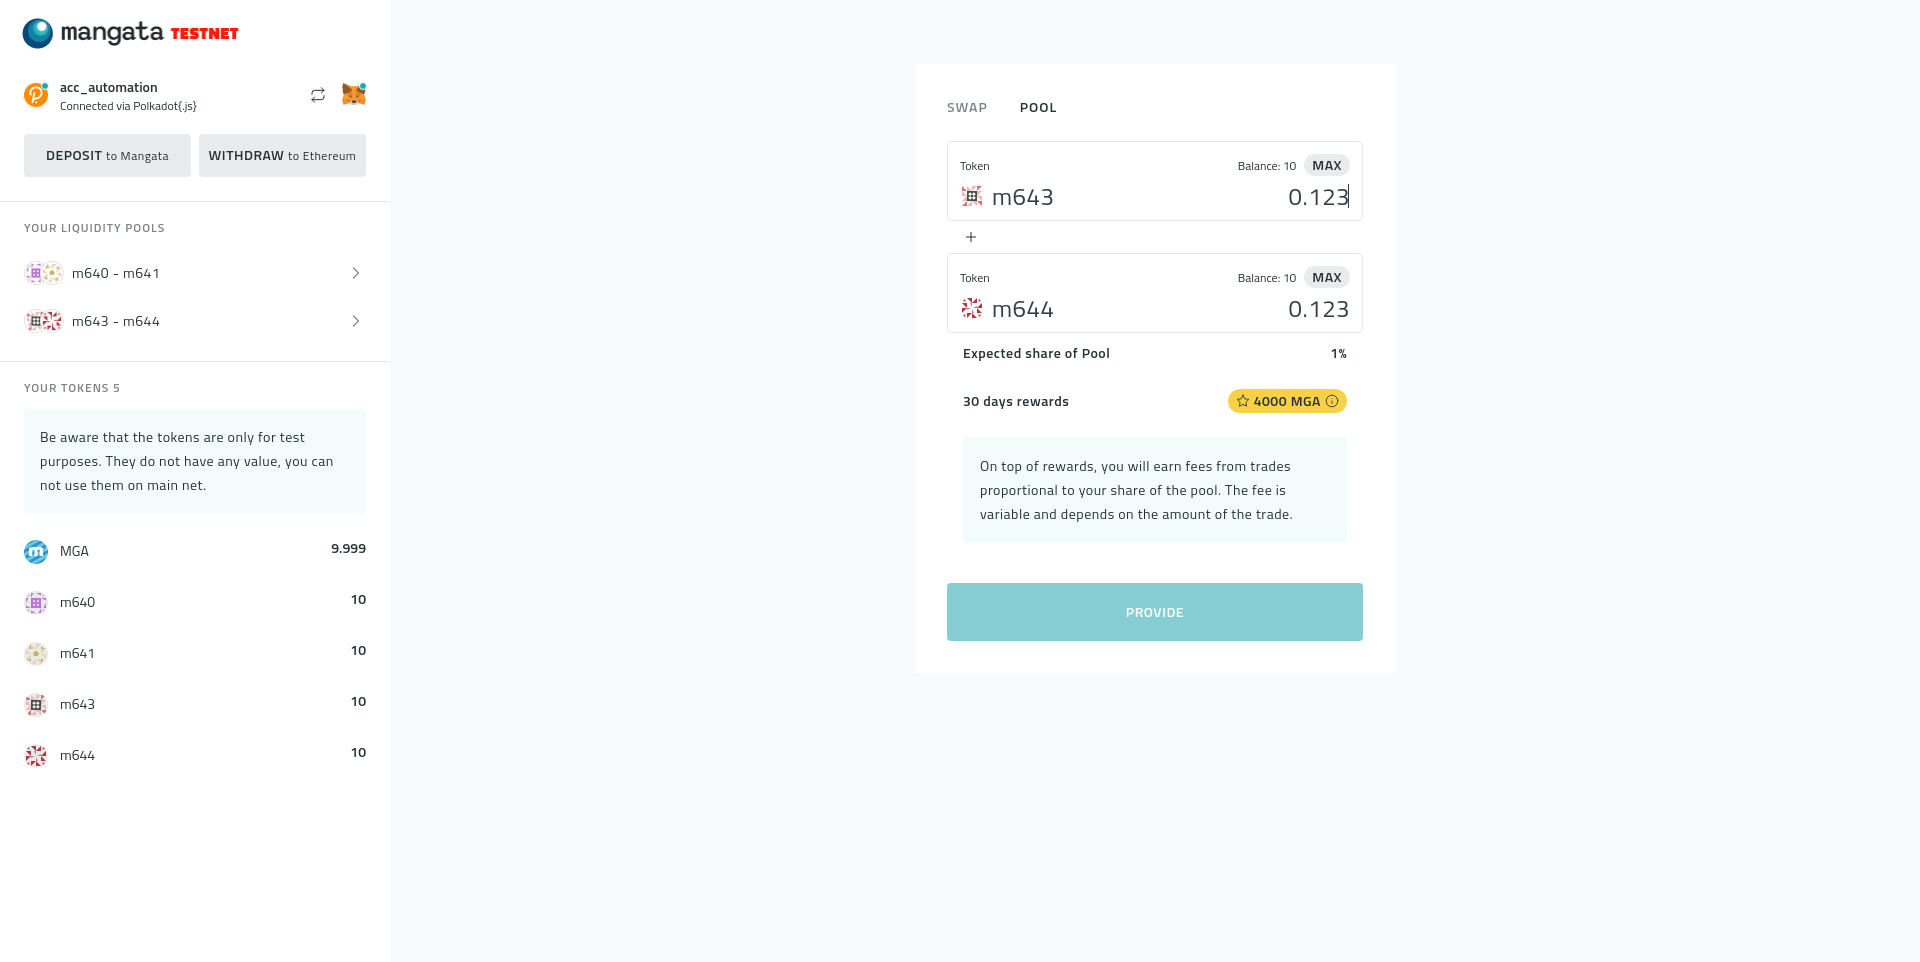 mangata TESTNET
acc_automation
Connected via Polkadot{.js}
DEPOSIT to Mangata
WITHDRAW to Ethereum
YOUR LIQUIDITY POOLS
m640 - m641
m643 - m644
YOUR TOKENS 5
Be aware that the tokens are only for test
purposes. They do not have any value, you can
not use them on main net.
MGA 9.999
m640 10
m641 10
m643 10
m644 10
SWAP POOL
Token Balance: 10 MAX
m643 0.123
+
Token Balance: 10 MAX
m644 0.123
Expected share of Pool 1%
30 days rewards 4000 MGA
On top of rewards, you will earn fees from trades
proportional to your share of the pool. The fee is
variable and depends on the amount of the trade.
PROVIDE